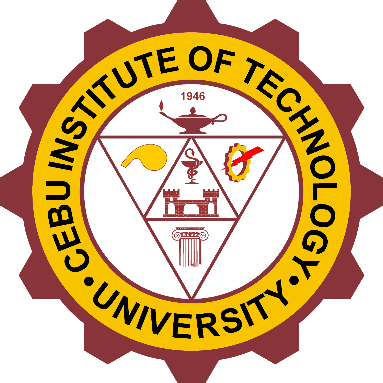 CEBU INSTITUTE OF TECHNOLOGY
• UNIVERSITY •
1946